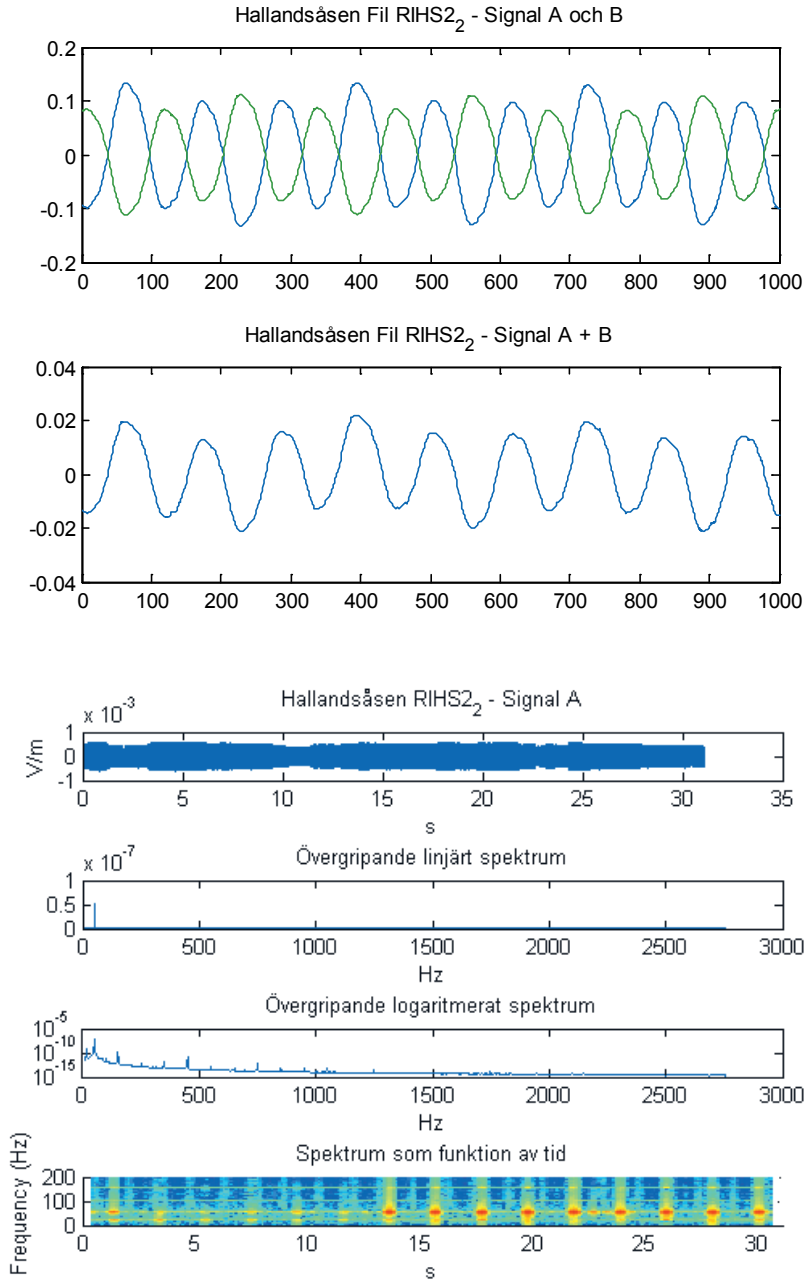 Hallandsåsen Fil RIHS2₂ - Signal A och B
0.2
0.1
0
-0.1
-0.2
0 100 200 300 400 500 600 700 800 900 1000
Hallandsåsen Fil RIHS2₂ - Signal A + B
0.04
0.02
0
-0.02
-0.04
0 100 200 300 400 500 600 700 800 900 1000
Hallandsåsen RIHS2₂ - Signal A
x 10⁻³
V/m
1
0
-1
0 5 10 15 20 25 30 35
s
Övergripande linjärt spektrum
x 10⁻⁷
1
0.5
0
0 500 1000 1500 2000 2500 3000
Hz
Övergripande logaritmerat spektrum
10⁻⁵
10⁻¹⁰
10⁻¹⁵
0 500 1000 1500 2000 2500 3000
Hz
Spektrum som funktion av tid
Frequency (Hz)
200
100
0
0 5 10 15 20 25 30
s